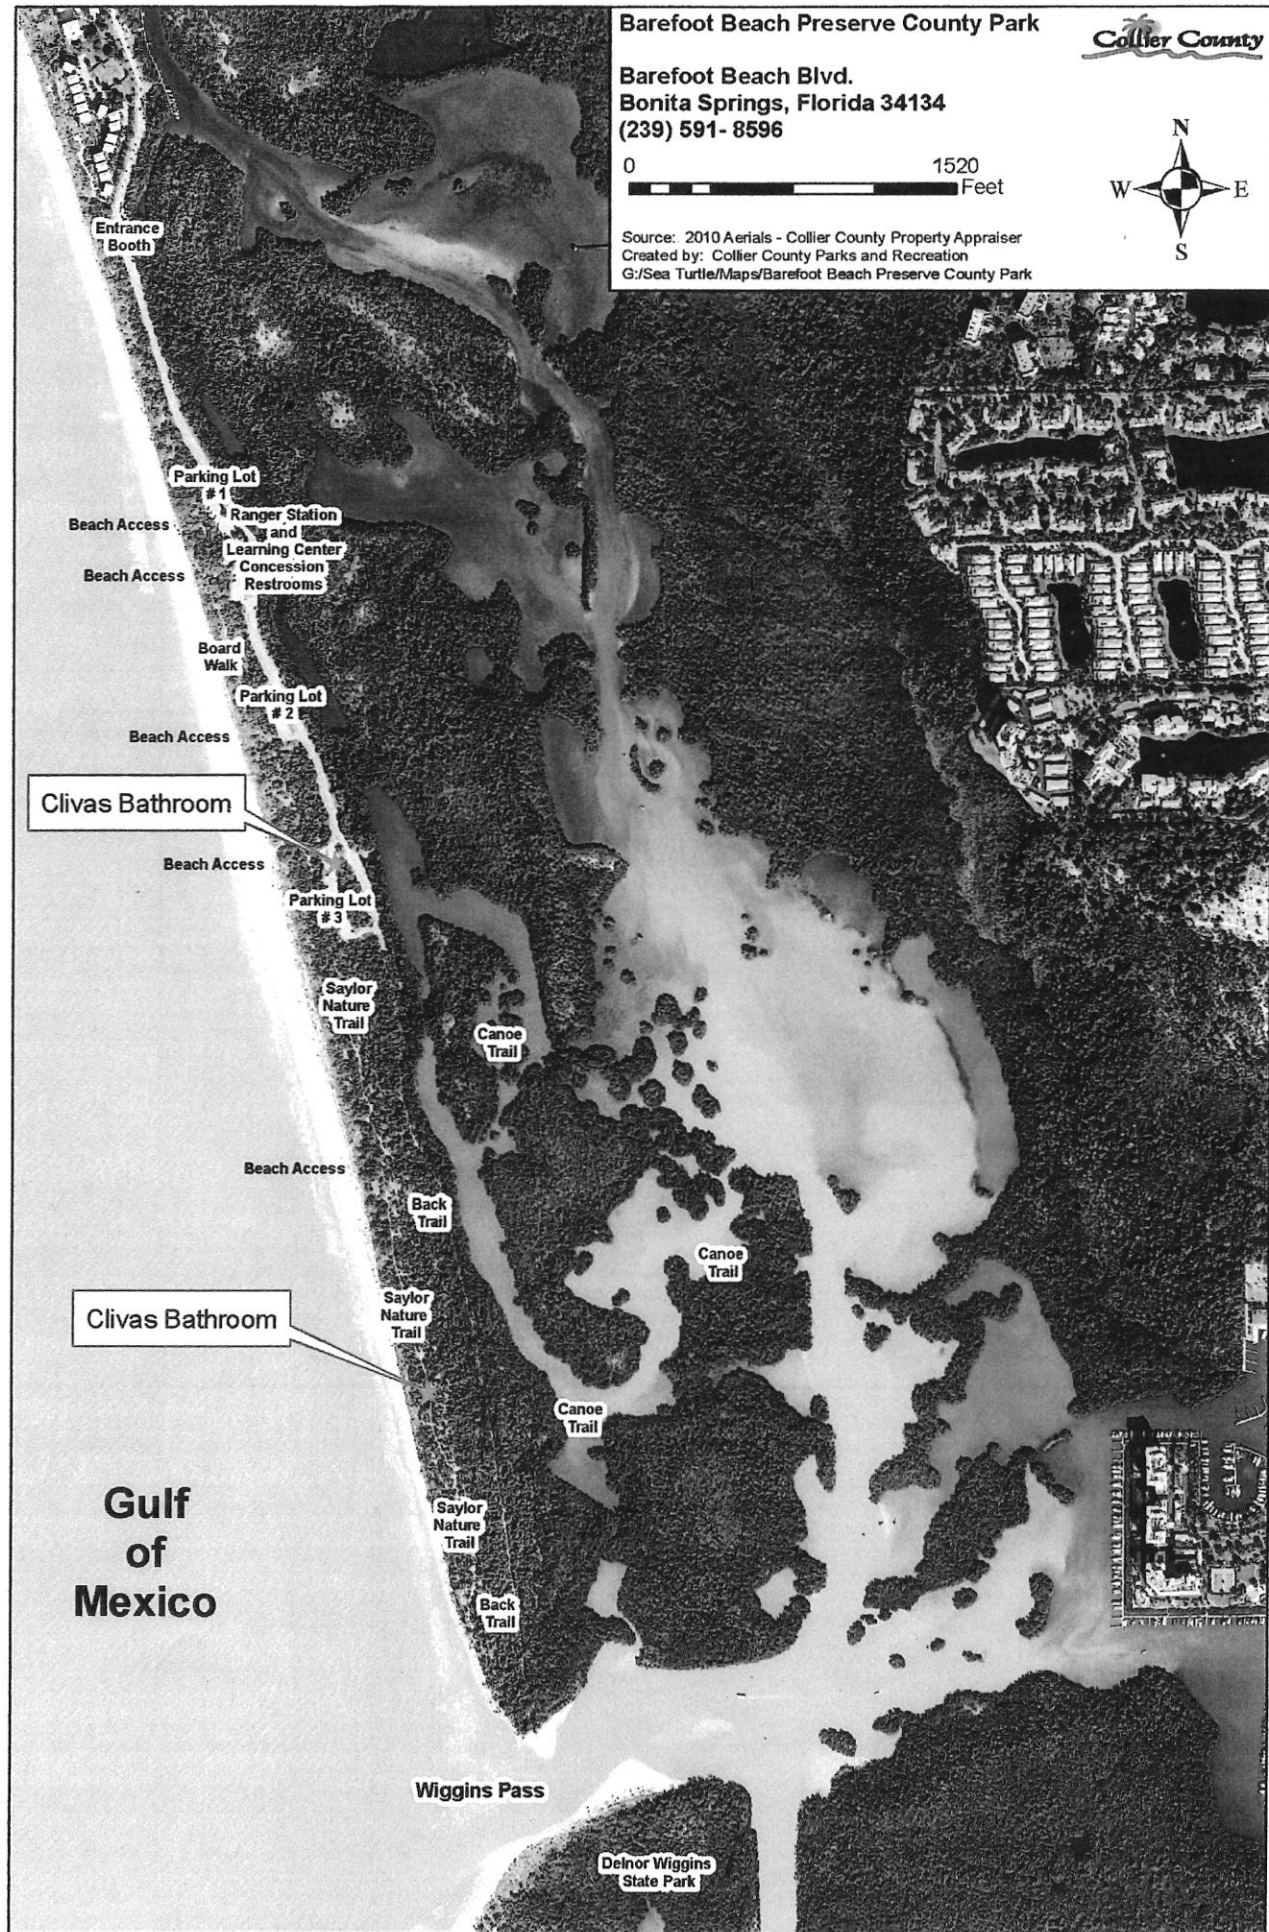 Barefoot Beach Preserve County Park
Collier County
Barefoot Beach Blvd.
Bonita Springs, Florida 34134
(239) 591- 8596
0 1520
Feet
N
W E
S
Source: 2010 Aerials - Collier County Property Appraiser
Created by: Collier County Parks and Recreation
G:/Sea Turtle/Maps/Barefoot Beach Preserve County Park
Entrance
Booth
Parking Lot
# 1
Beach Access
Ranger Station
and
Learning Center
Concession
Restrooms
Beach Access
Board
Walk
Parking Lot
# 2
Beach Access
Clivas Bathroom
Beach Access
Parking Lot
# 3
Saylor
Nature
Trail
Canoe
Trail
Beach Access
Back
Trail
Canoe
Trail
Saylor
Nature
Trail
Clivas Bathroom
Canoe
Trail
Gulf
of
Mexico
Saylor
Nature
Trail
Back
Trail
Wiggins Pass
Delnor Wiggins
State Park